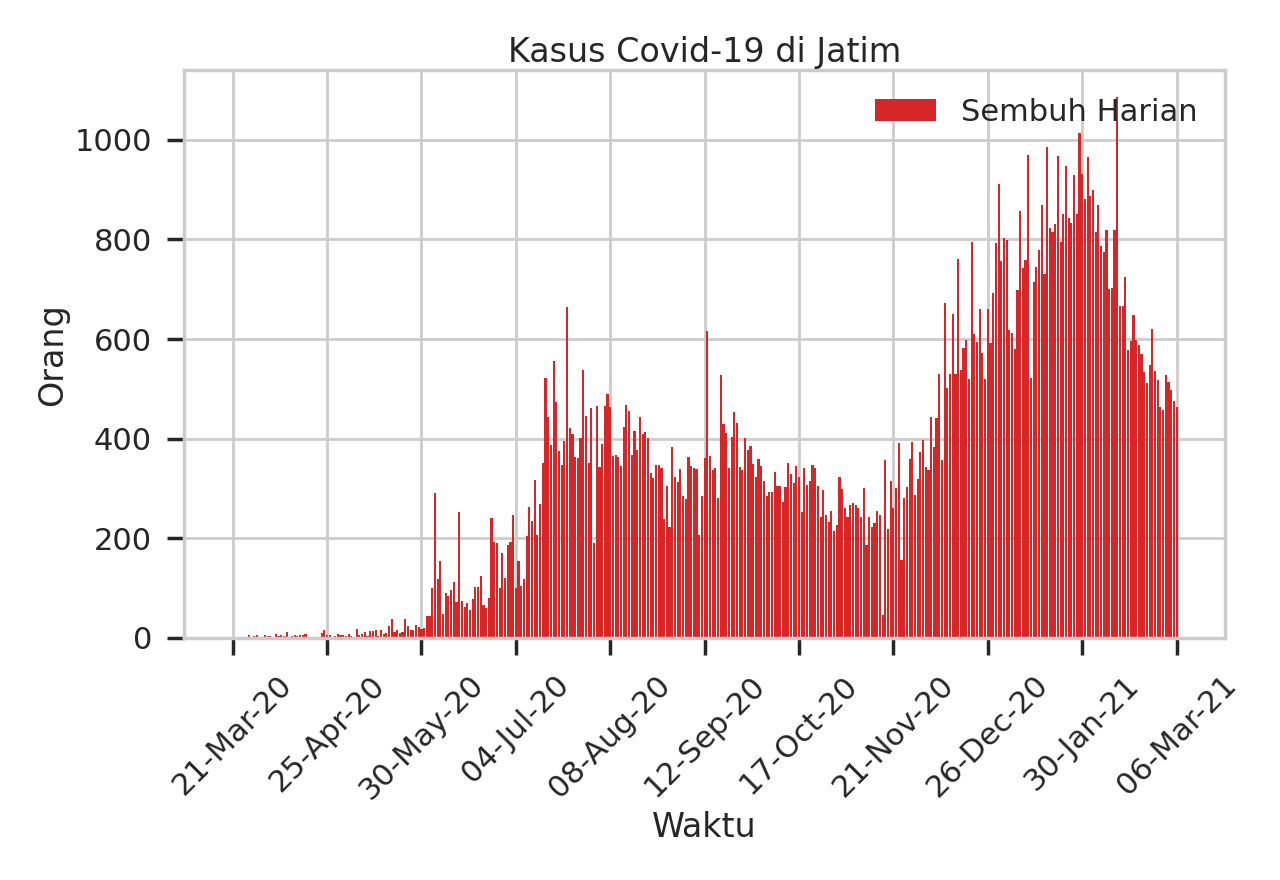 Kasus Covid-19 di Jatim
Sembuh Harian
Orang
1000
800
600
400
200
0
21-Mar-20
25-Apr-20
30-May-20
04-Jul-20
08-Aug-20
12-Sep-20
17-Oct-20
21-Nov-20
26-Dec-20
30-Jan-21
06-Mar-21
Waktu